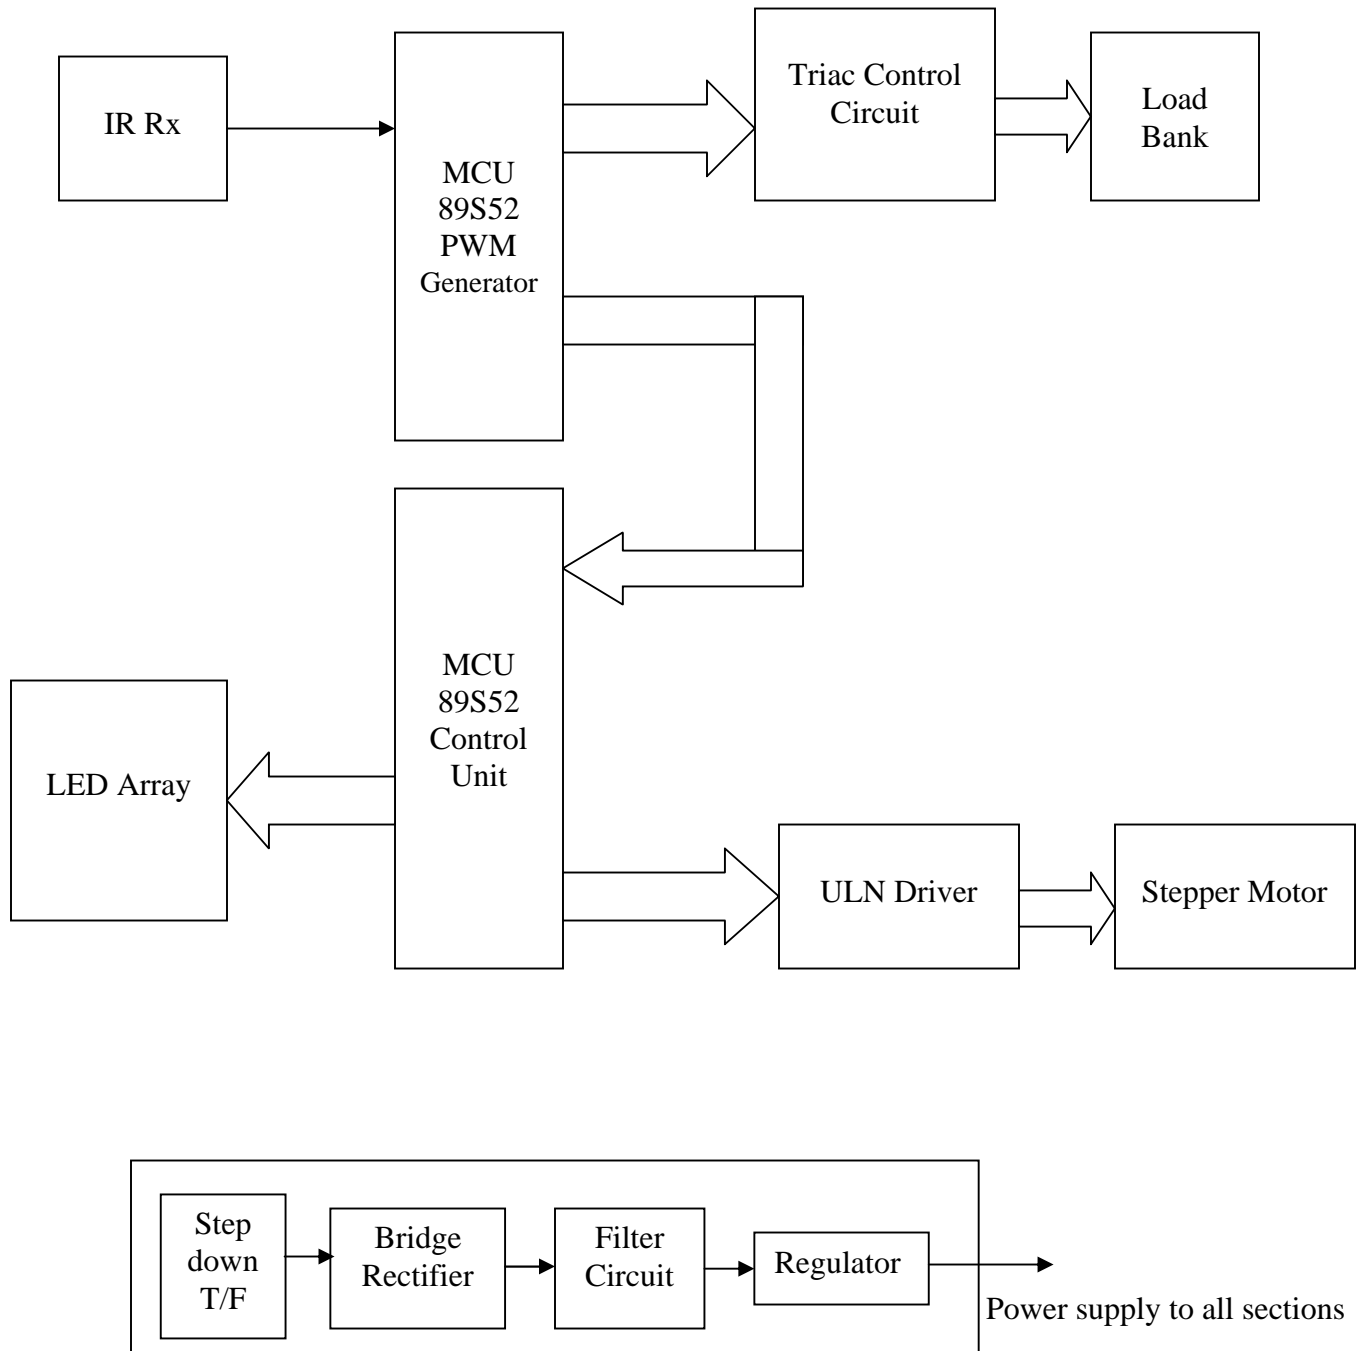 IR Rx
MCU
89S52
PWM
Generator
Triac Control
Circuit
Load
Bank
MCU
89S52
Control
Unit
LED Array
ULN Driver
Stepper Motor
Step
down
T/F
Bridge
Rectifier
Filter
Circuit
Regulator
Power supply to all sections